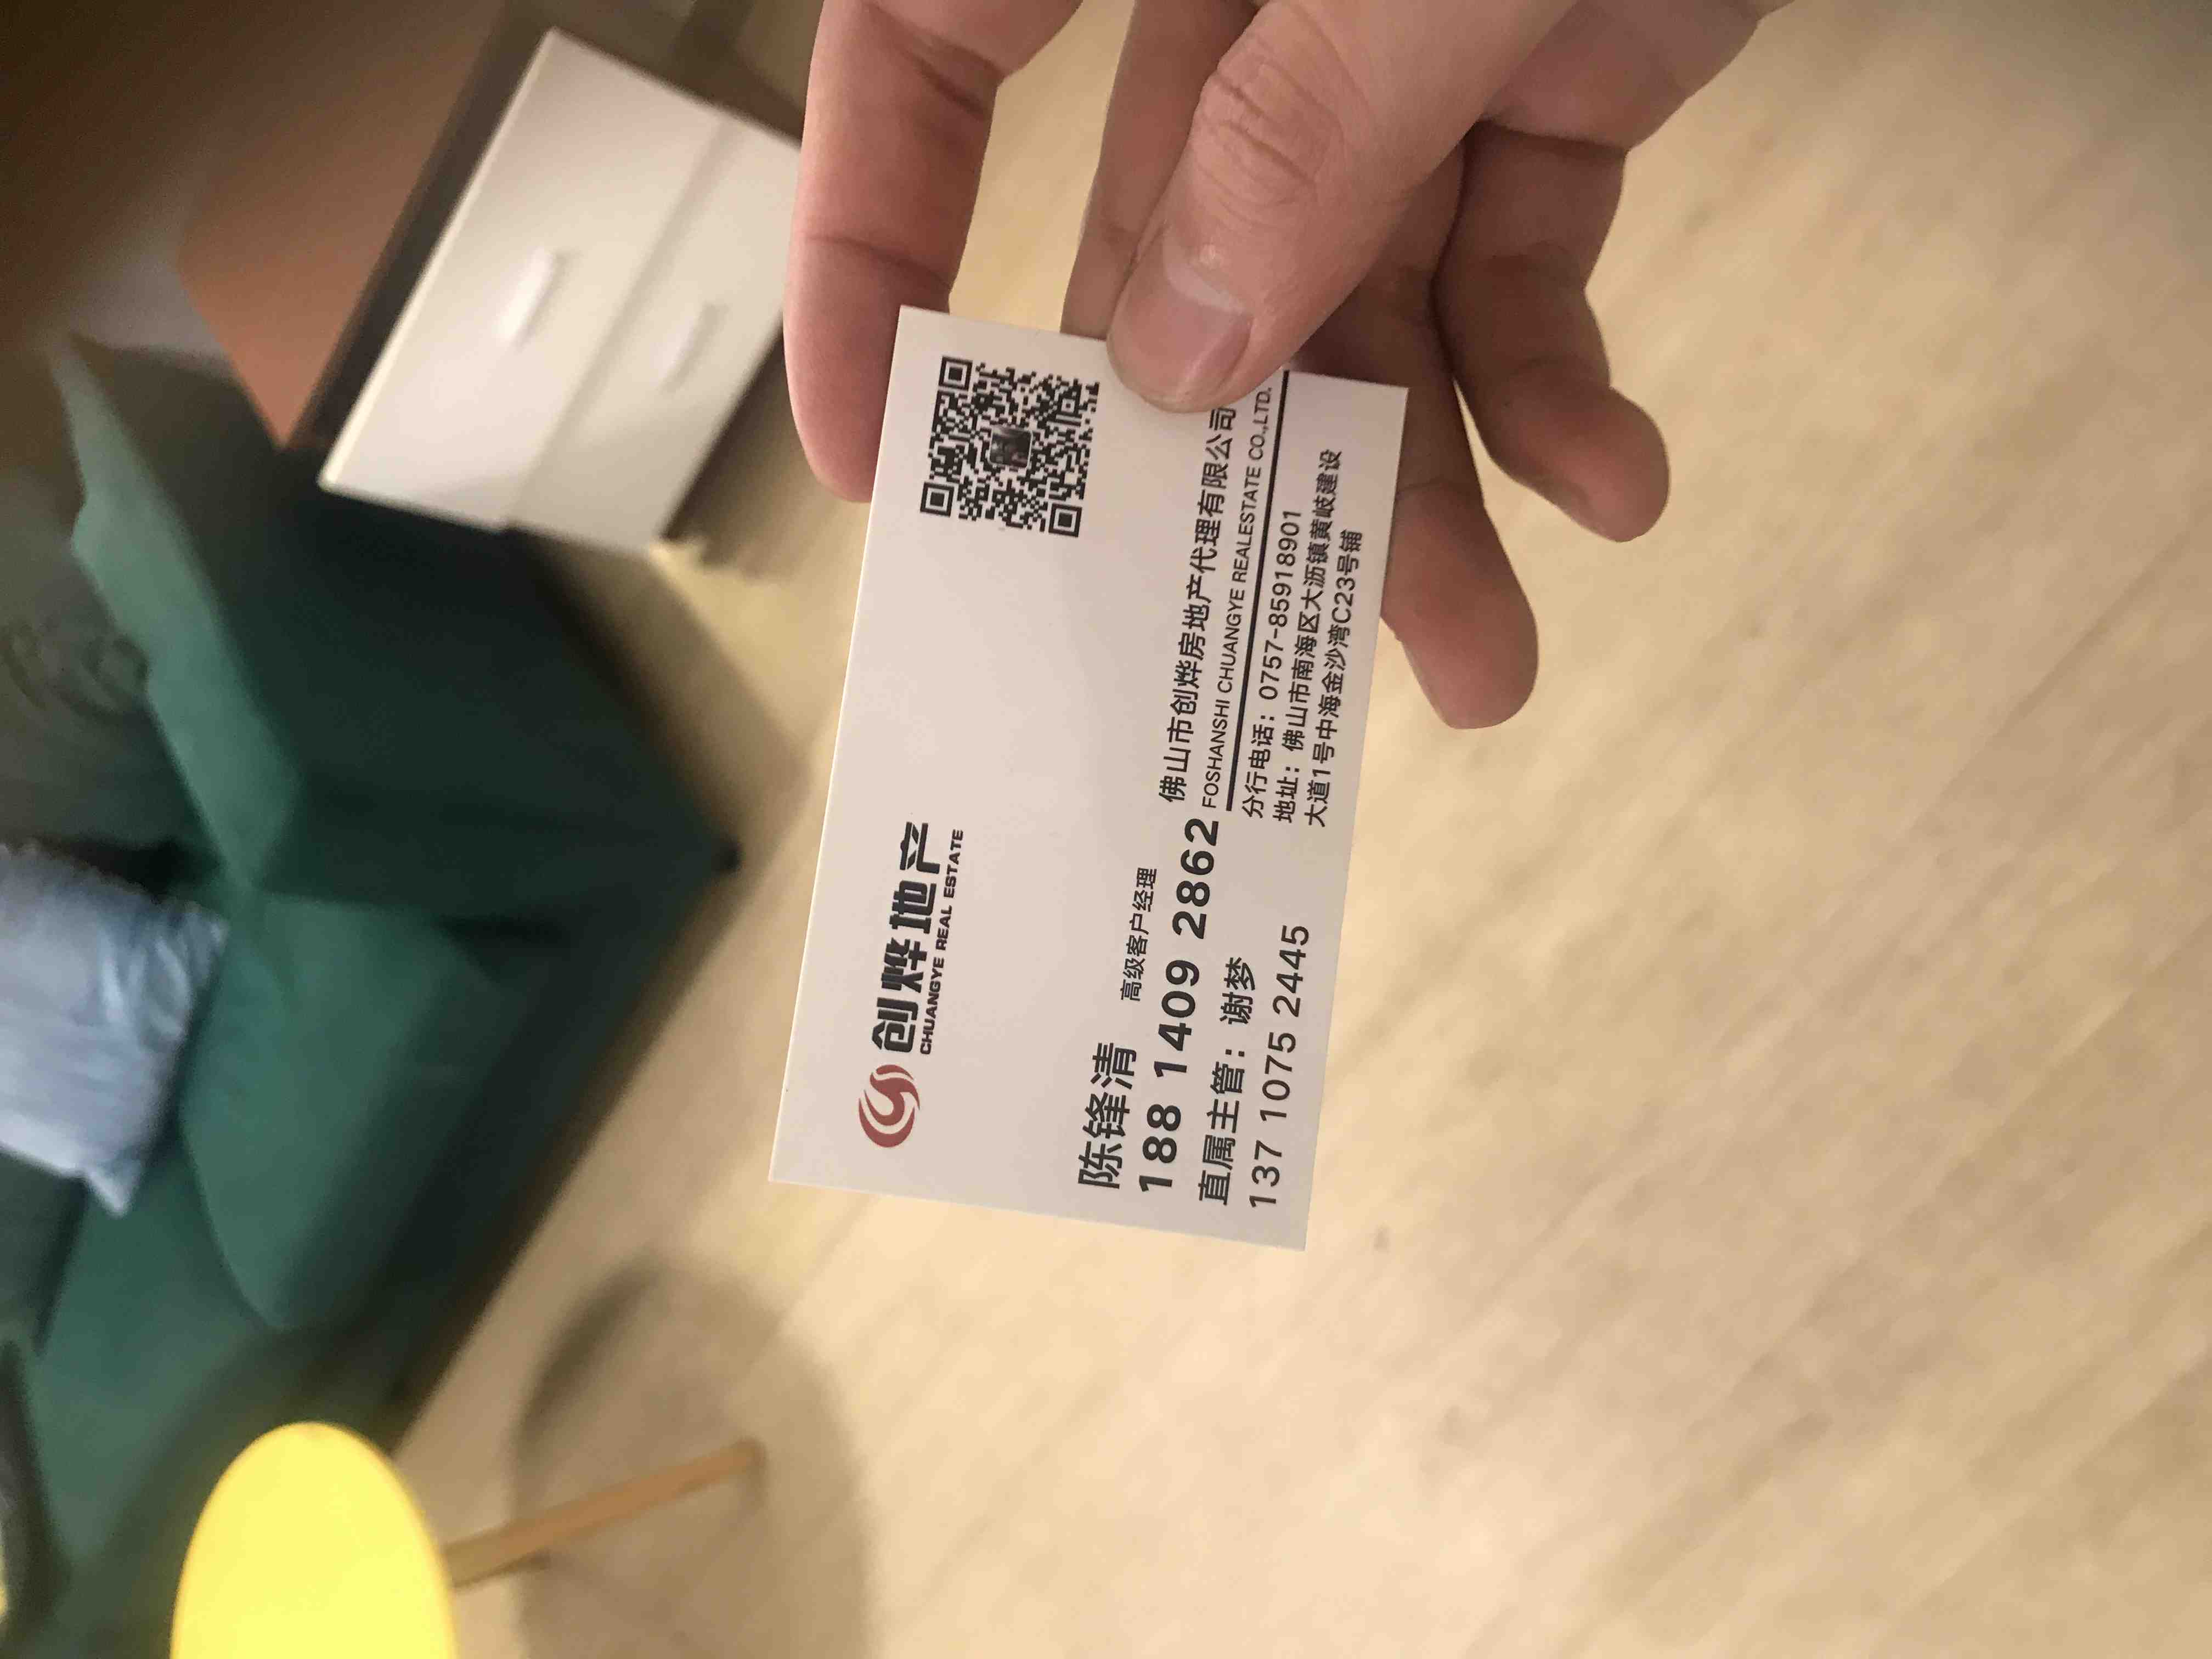 创烨地产
CHUANGYE REAL ESTATE
陈锋清 高级客户经理
188 1409 2862
直属主管：谢梦
137 1075 2445
佛山市创烨房地产代理有限公司
FOSHANSHI CHUANGYE REALESTATE CO.,LTD.
分行电话：0757-85918901
地址：佛山市南海区大沥镇黄岐建设
大道1号中海金沙湾C23号铺